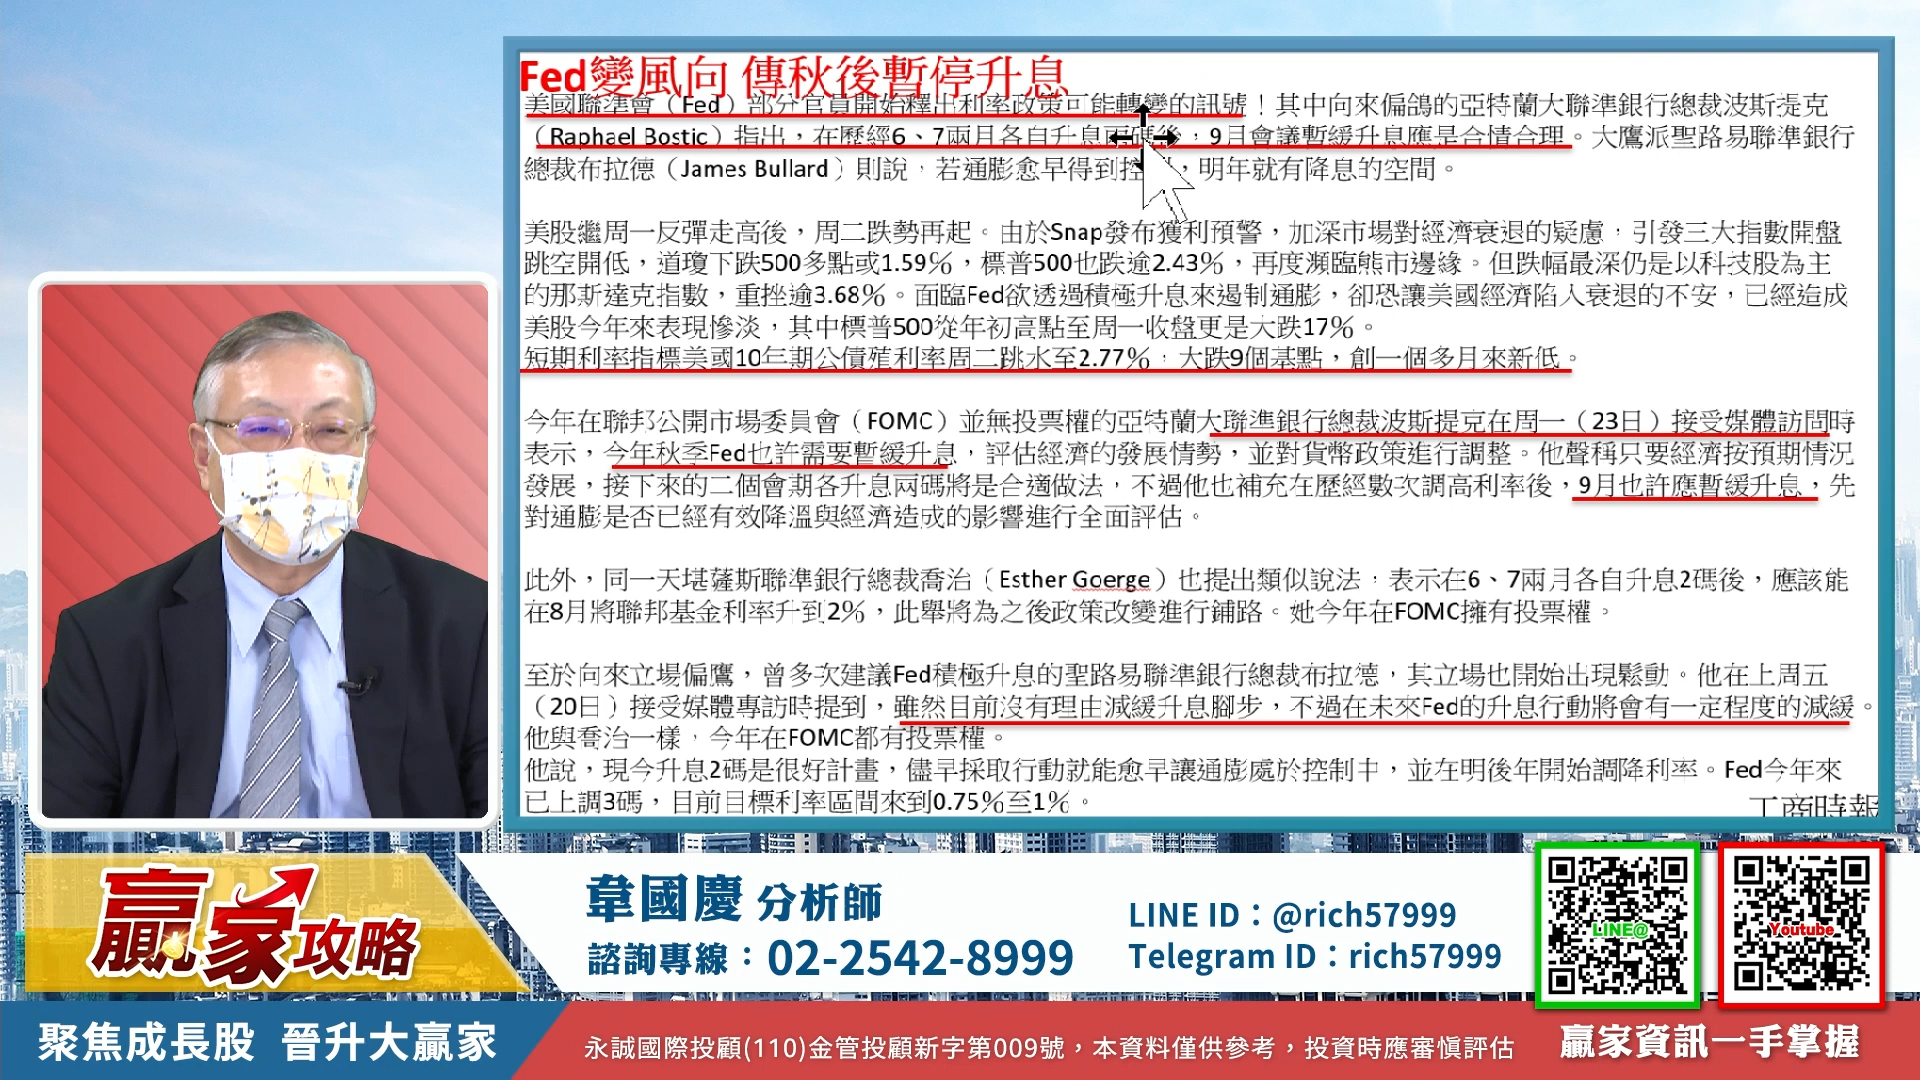 Fed變風向 傳秋後暫停升息
美國聯準會（Fed）部分官員開始釋出利率政策可能轉變的訊號！其中向來偏鴿的亞特蘭大聯準銀行總裁波斯提克
（Raphael Bostic）指出，在歷經6、7兩月各自升息兩碼後，9月會議暫緩升息應是合情合理。大鷹派聖路易聯準銀行
總裁布拉德（James Bullard）則說，若通膨愈早得到控，明年就有降息的空間。
美股繼周一反彈走高後，周二跌勢再起。由於Snap發布獲利預警，加深市場對經濟衰退的疑慮，引發三大指數開盤
跳空開低，道瓊下跌500多點或1.59%，標普500也跌逾2.43%，再度瀕臨熊市邊緣。但跌幅最深仍是以科技股為主
的那斯達克指數，重挫逾3.68%。面臨Fed欲透過積極升息來遏制通膨，卻恐讓美國經濟陷入衰退的不安，已經造成
美股今年來表現慘淡，其中標普500從年初高點至周一收盤更是大跌17%。
短期利率指標美國10年期公債殖利率周二跳水至2.77%，大跌9個基點，創一個多月來新低。
今年在聯邦公開市場委員會（FOMC）並無投票權的亞特蘭大聯準銀行總裁波斯提克在周一（23日）接受媒體訪問時
表示，今年秋季Fed也許需要暫緩升息，評估經濟的發展情勢，並對貨幣政策進行調整。他聲稱只要經濟按預期情況
發展，接下來的二個會期各升息兩碼將是合適做法，不過他也補充在歷經數次調高利率後，9月也許應暫緩升息，先
對通膨是否已經有效降溫與經濟造成的影響進行全面評估。
此外，同一天堪薩斯聯準銀行總裁喬治（Esther Goerge）也提出類似說法，表示在6、7兩月各自升息2碼後，應該能
在8月將聯邦基金利率升到2%，此舉將為之後政策改變進行鋪路。她今年在FOMC擁有投票權。
至於向來立場偏鷹，曾多次建議Fed積極升息的聖路易聯準銀行總裁布拉德，其立場也開始出現鬆動。他在上周五
（20日）接受媒體專訪時提到，雖然目前沒有理由減緩升息腳步，不過在未來Fed的升息行動將會有一定程度的減緩。
他與喬治一樣，今年在FOMC都有投票權。
他說，現今升息2碼是很好計畫，儘早採取行動就能愈早讓通膨處於控制中，並在明後年開始調降利率。Fed今年來
已上調3碼，目前目標利率區間來到0.75%至1%。
工商時報
贏家攻略
韋國慶 分析師
諮詢專線：02-2542-8999
LINE ID：@rich57999
Telegram ID：rich57999
LINE@
Youtube
聚焦成長股 晉升大贏家
永誠國際投顧(110)金管投顧新字第009號，本資料僅供參考，投資時應審慎評估
贏家資訊一手掌握